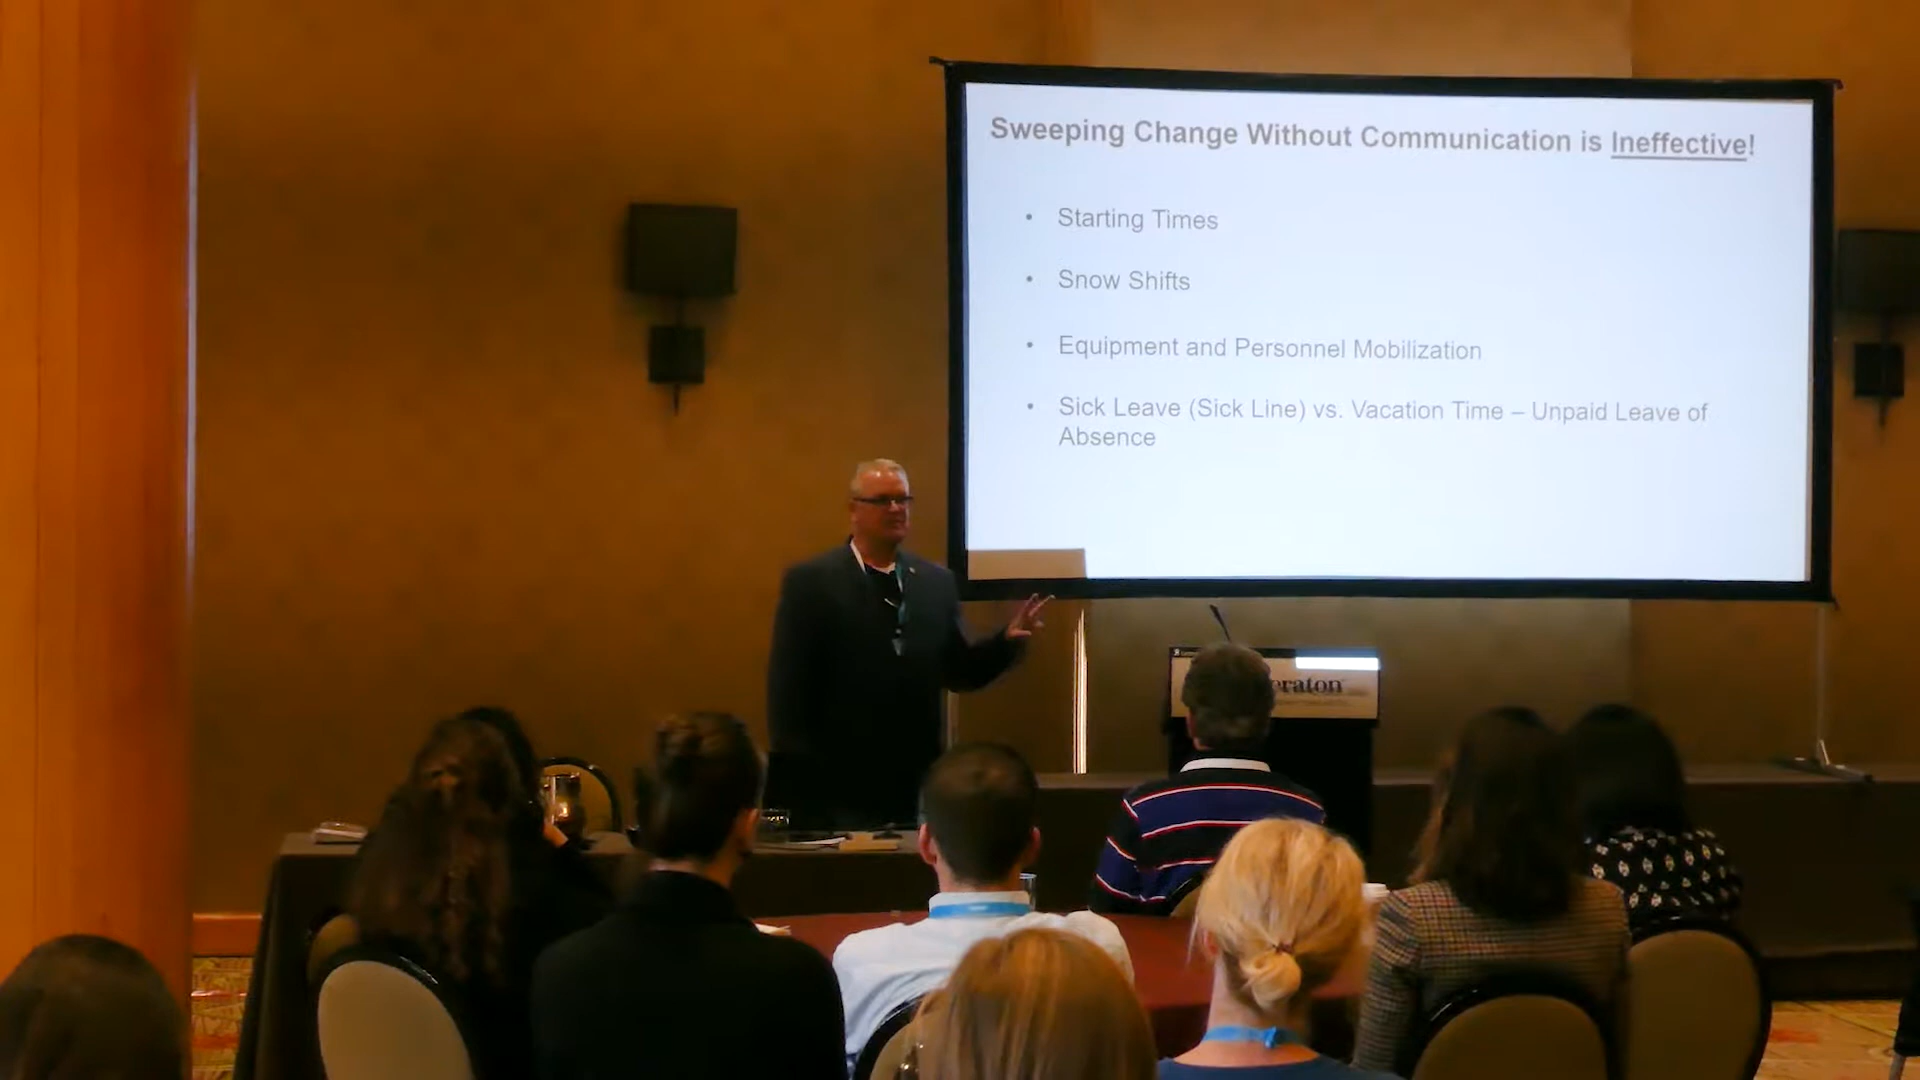 Sweeping Change Without Communication is Ineffective!
• Starting Times
• Snow Shifts
• Equipment and Personnel Mobilization
• Sick Leave (Sick Line) vs. Vacation Time – Unpaid Leave of
Absence
eraton